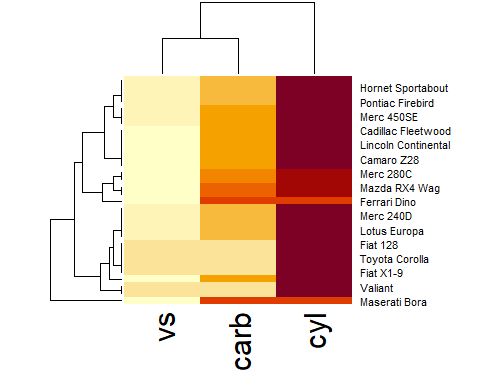 Hornet Sportabout
Pontiac Firebird
Merc 450SE
Cadillac Fleetwood
Lincoln Continental
Camaro Z28
Merc 280C
Mazda RX4 Wag
Ferrari Dino
Merc 240D
Lotus Europa
Fiat 128
Toyota Corolla
Fiat X1-9
Valiant
Maserati Bora
vs
carb
cyl